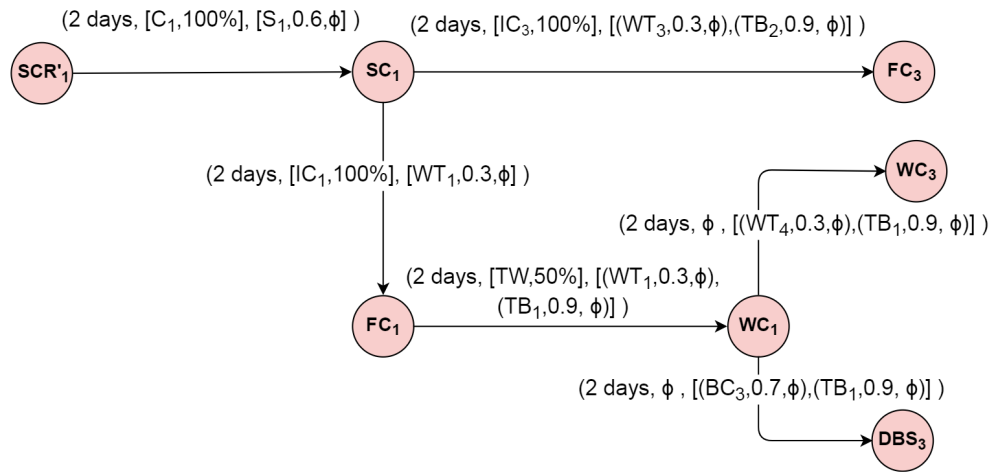 (2 days, [C₁,100%], [S₁,0.6,ϕ] )
(2 days, [IC₃,100%], [(WT₃,0.3,ϕ),(TB₂,0.9, ϕ)] )
SCR'₁
SC₁
FC₃
(2 days, [IC₁,100%], [WT₁,0.3,ϕ] )
WC₃
(2 days, ϕ , [(WT₄,0.3,ϕ),(TB₁,0.9, ϕ)] )
(2 days, [TW,50%], [(WT₁,0.3,ϕ),
(TB₁,0.9, ϕ)] )
FC₁
WC₁
(2 days, ϕ , [(BC₃,0.7,ϕ),(TB₁,0.9, ϕ)] )
DBS₃